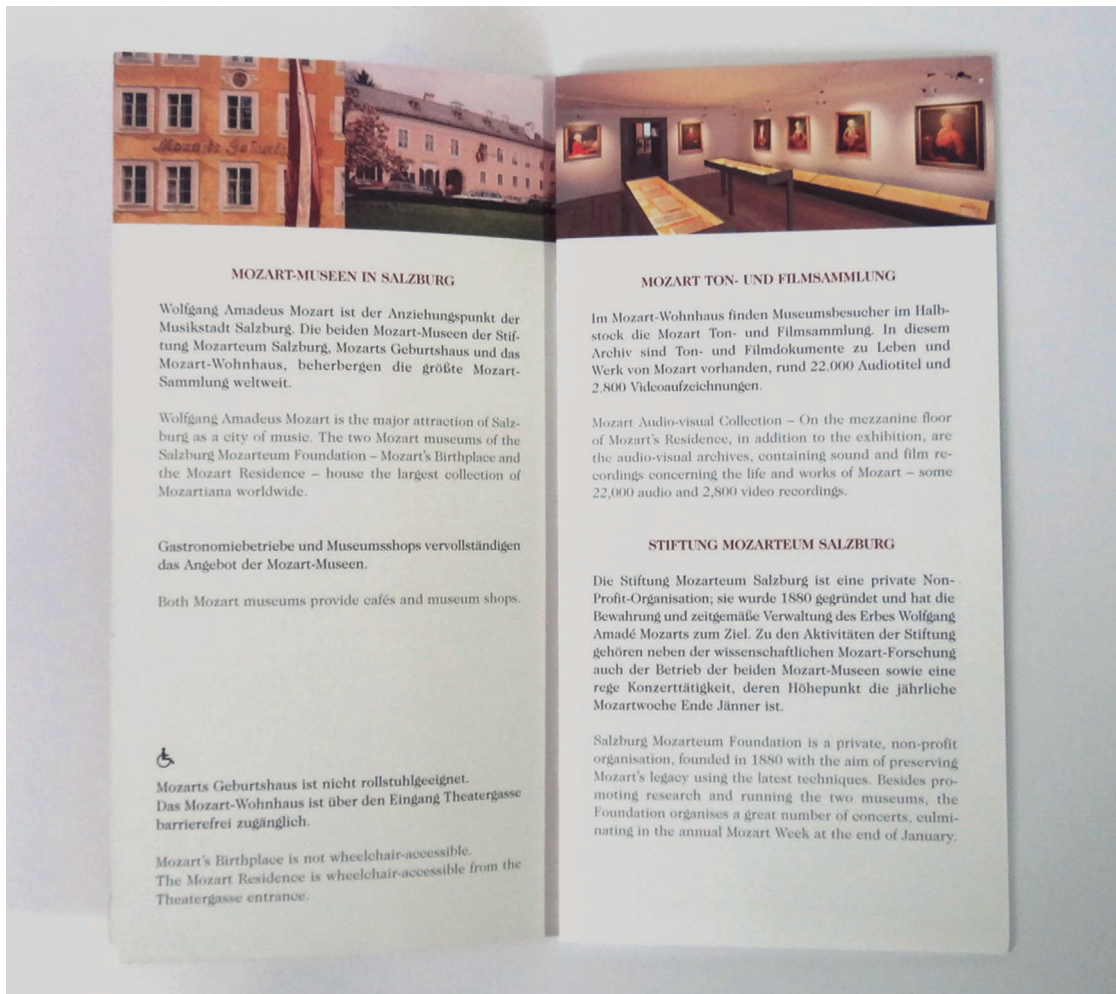 Mozarts Geburtshaus
MOZART-MUSEEN IN SALZBURG
Wolfgang Amadeus Mozart ist der Anziehungspunkt der
Musikstadt Salzburg. Die beiden Mozart-Museen der Stif-
tung Mozarteum Salzburg, Mozarts Geburtshaus und das
Mozart-Wohnhaus, beherbergen die größte Mozart-
Sammlung weltweit.
Wolfgang Amadeus Mozart is the major attraction of Salz-
burg as a city of music. The two Mozart museums of the
Salzburg Mozarteum Foundation – Mozart's Birthplace and
the Mozart Residence – house the largest collection of
Mozartiana worldwide.
Gastronomiebetriebe und Museumsshops vervollständigen
das Angebot der Mozart-Museen.
Both Mozart museums provide cafés and museum shops.
Mozarts Geburtshaus ist nicht rollstuhlgeeignet.
Das Mozart-Wohnhaus ist über den Eingang Theatergasse
barrierefrei zugänglich.
Mozart's Birthplace is not wheelchair-accessible.
The Mozart Residence is wheelchair-accessible from the
Theatergasse entrance.
MOZART TON- UND FILMSAMMLUNG
Im Mozart-Wohnhaus finden Museumsbesucher im Halb-
stock die Mozart Ton- und Filmsammlung. In diesem
Archiv sind Ton- und Filmdokumente zu Leben und
Werk von Mozart vorhanden, rund 22.000 Audiotitel und
2.800 Videoaufzeichnungen.
Mozart Audio-visual Collection – On the mezzanine floor
of Mozart's Residence, in addition to the exhibition, are
the audio-visual archives, containing sound and film re-
cordings concerning the life and works of Mozart – some
22,000 audio and 2,800 video recordings.
STIFTUNG MOZARTEUM SALZBURG
Die Stiftung Mozarteum Salzburg ist eine private Non-
Profit-Organisation; sie wurde 1880 gegründet und hat die
Bewahrung und zeitgemäße Verwaltung des Erbes Wolfgang
Amadé Mozarts zum Ziel. Zu den Aktivitäten der Stiftung
gehören neben der wissenschaftlichen Mozart-Forschung
auch der Betrieb der beiden Mozart-Museen sowie eine
rege Konzerttätigkeit, deren Höhepunkt die jährliche
Mozartwoche Ende Jänner ist.
Salzburg Mozarteum Foundation is a private, non-profit
organisation, founded in 1880 with the aim of preserving
Mozart's legacy using the latest techniques. Besides pro-
moting research and running the two museums, the
Foundation organises a great number of concerts, culmi-
nating in the annual Mozart Week at the end of January.